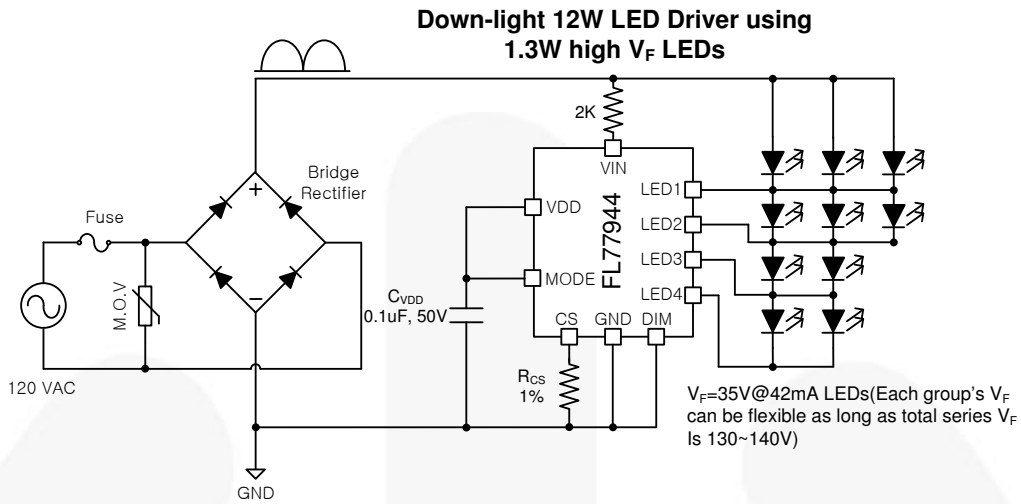 Down-light 12W LED Driver using
1.3W high VF LEDs
2K
VIN
Bridge
Rectifier
Fuse
M.O.V
120 VAC
GND
VDD
MODE
FL77944
LED1
LED2
LED3
LED4
CVDD
0.1uF, 50V
CS
GND
DIM
RCS
1%
VF=35V@42mA LEDs(Each group's VF
can be flexible as long as total series VF
Is 130~140V)